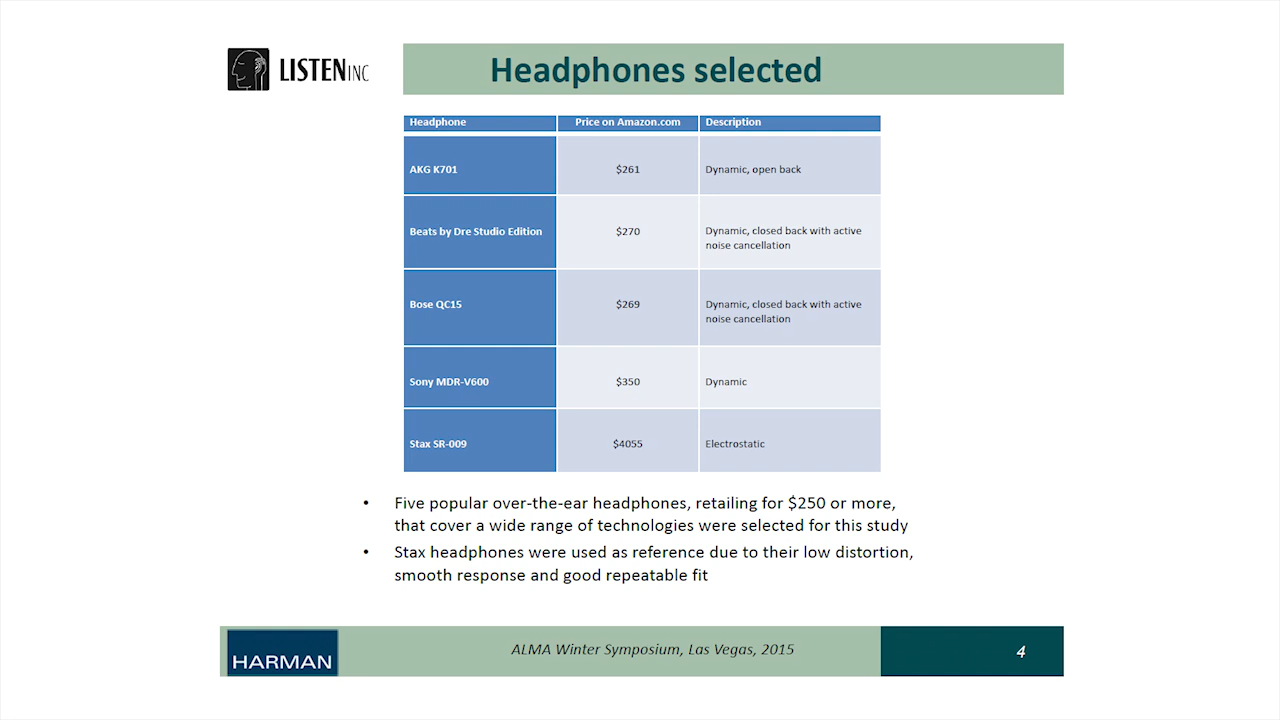 LISTEN INC
Headphones selected
Headphone Price on Amazon.com Description
AKG K701 $261 Dynamic, open back
Beats by Dre Studio Edition $270 Dynamic, closed back with active
noise cancellation
Bose QC15 $269 Dynamic, closed back with active
noise cancellation
Sony MDR-V600 $350 Dynamic
Stax SR-009 $4055 Electrostatic
• Five popular over-the-ear headphones, retailing for $250 or more,
that cover a wide range of technologies were selected for this study
• Stax headphones were used as reference due to their low distortion,
smooth response and good repeatable fit
HARMAN
ALMA Winter Symposium, Las Vegas, 2015
4